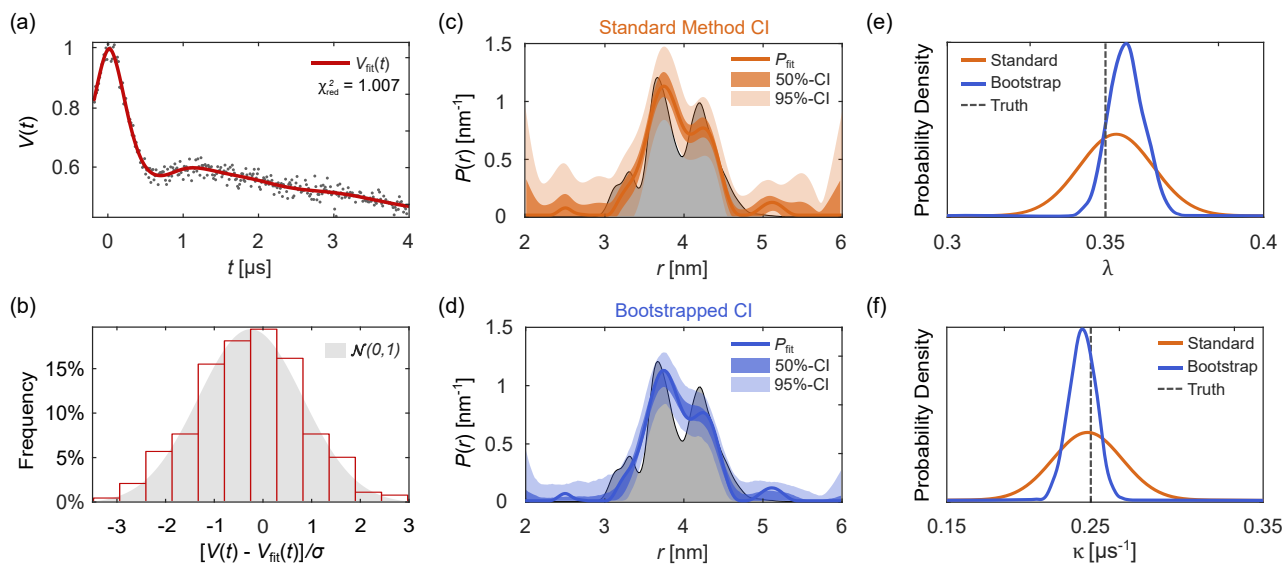 (a)
V(t)
1
0.8
0.6
V_fit(t)
χ²_red = 1.007
0 1 2 3 4
t [μs]
(b)
Frequency
15%
10%
5%
0%
𝒩(0,1)
-3 -2 -1 0 1 2 3
[V(t) - V_fit(t)]/σ
(c)
Standard Method CI
P(r) [nm⁻¹]
1.5
1
0.5
0
P_fit
50%-CI
95%-CI
2 3 4 5 6
r [nm]
(d)
Bootstrapped CI
P(r) [nm⁻¹]
1.5
1
0.5
0
P_fit
50%-CI
95%-CI
2 3 4 5 6
r [nm]
(e)
Probability Density
Standard
Bootstrap
Truth
0.3 0.35 0.4
λ
(f)
Probability Density
Standard
Bootstrap
Truth
0.15 0.25 0.35
κ [μs⁻¹]